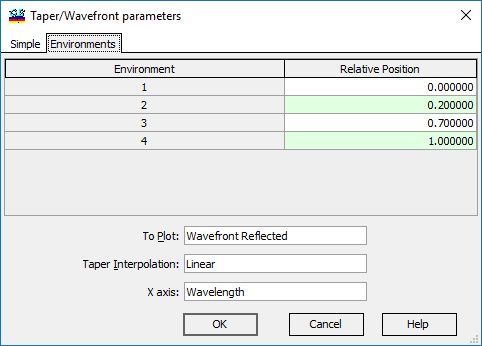 Taper/Wavefront parameters
Simple Environments
Environment Relative Position
1 0.000000
2 0.200000
3 0.700000
4 1.000000
To Plot: Wavefront Reflected
Taper Interpolation: Linear
X axis: Wavelength
OK Cancel Help